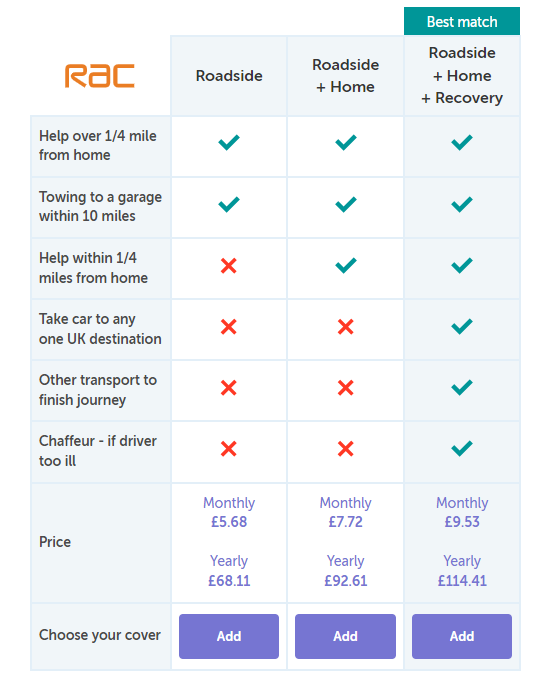 Best match
RAC
Roadside
Roadside
+ Home
Roadside
+ Home
+ Recovery
Help over 1/4 mile
from home
Towing to a garage
within 10 miles
Help within 1/4
miles from home
Take car to any
one UK destination
Other transport to
finish journey
Chaffeur - if driver
too ill
Price
Monthly
£5.68
Yearly
£68.11
Monthly
£7.72
Yearly
£92.61
Monthly
£9.53
Yearly
£114.41
Choose your cover
Add
Add
Add